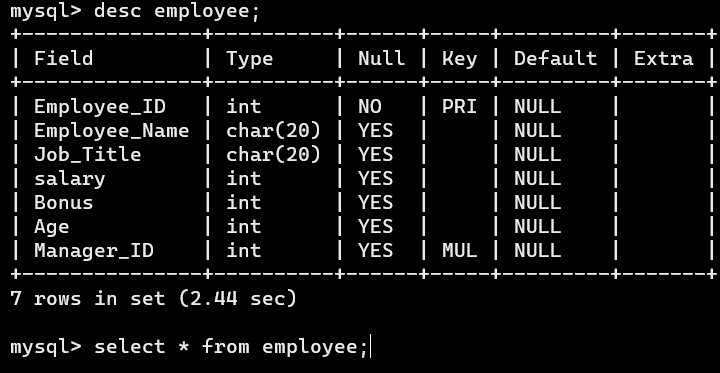 mysql> desc employee;
+---------------+----------+------+-----+---------+-------+
| Field         | Type     | Null | Key | Default | Extra |
+---------------+----------+------+-----+---------+-------+
| Employee_ID   | int      | NO   | PRI | NULL    |       |
| Employee_Name | char(20) | YES  |     | NULL    |       |
| Job_Title     | char(20) | YES  |     | NULL    |       |
| salary        | int      | YES  |     | NULL    |       |
| Bonus         | int      | YES  |     | NULL    |       |
| Age           | int      | YES  |     | NULL    |       |
| Manager_ID    | int      | YES  | MUL | NULL    |       |
+---------------+----------+------+-----+---------+-------+
7 rows in set (2.44 sec)
mysql> select * from employee;